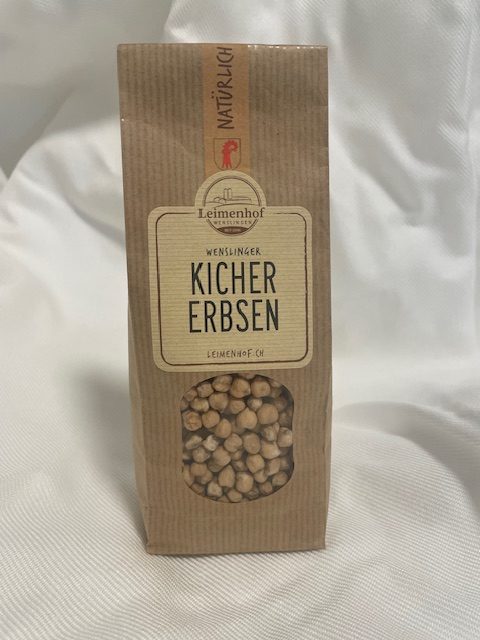 NATÜRLICH
Leimenhof
WENSLINGEN
WENSLINGER
KICHER
ERBSEN
LEIMENHOF.CH